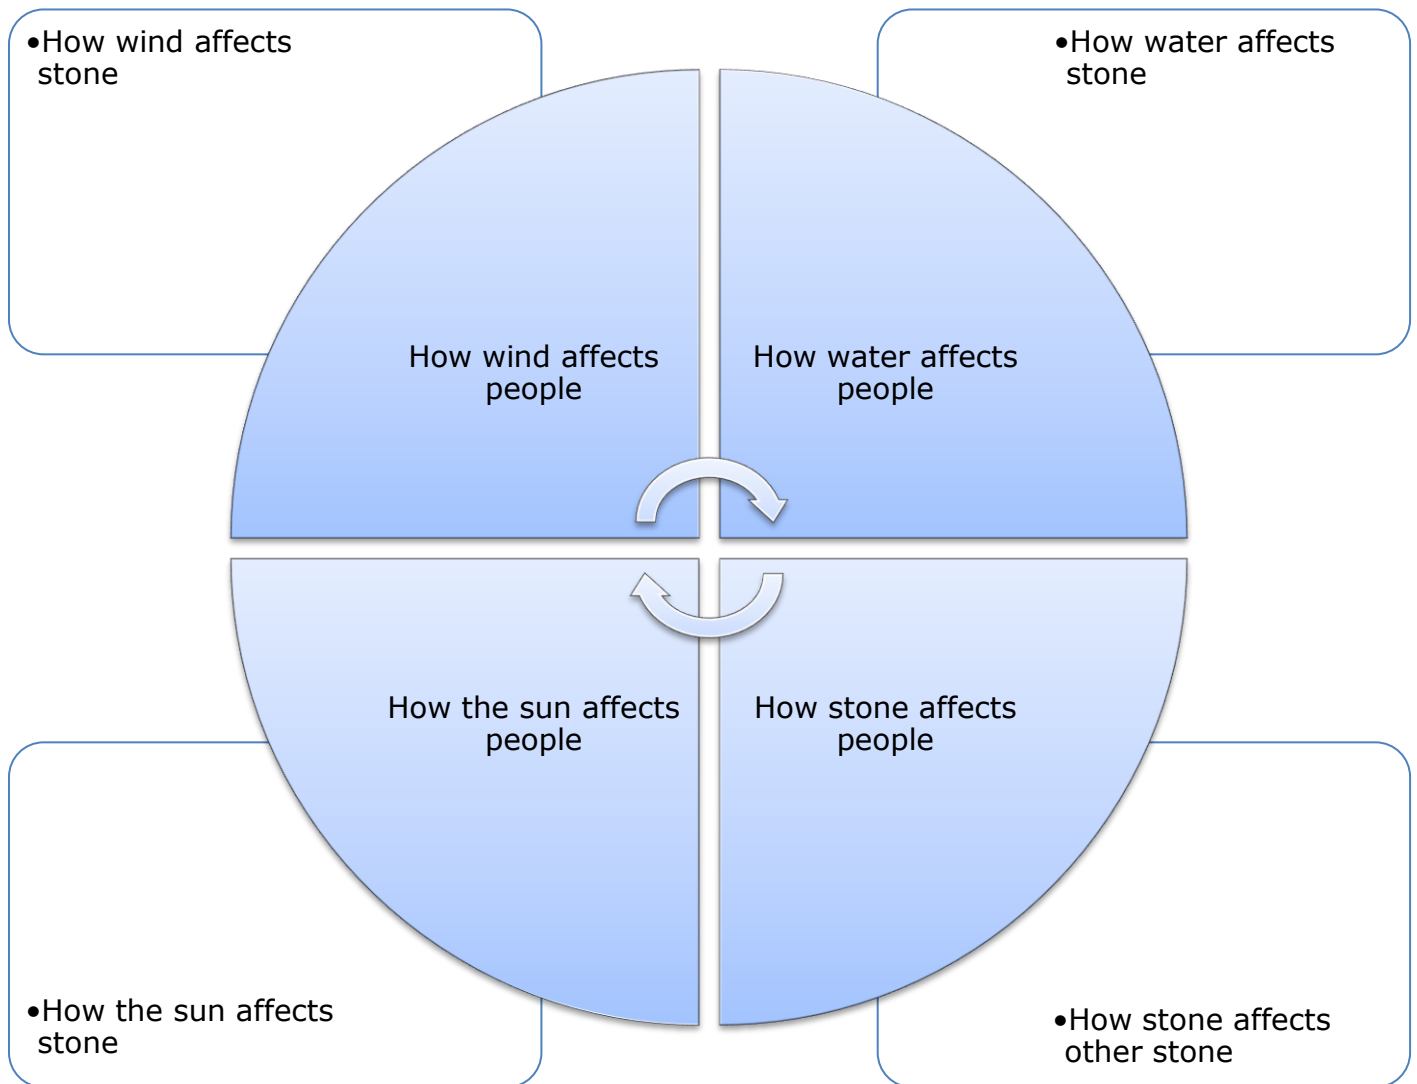 •How wind affects
stone
•How water affects
stone
How wind affects
people
How water affects
people
How the sun affects
people
How stone affects
people
•How the sun affects
stone
•How stone affects
other stone